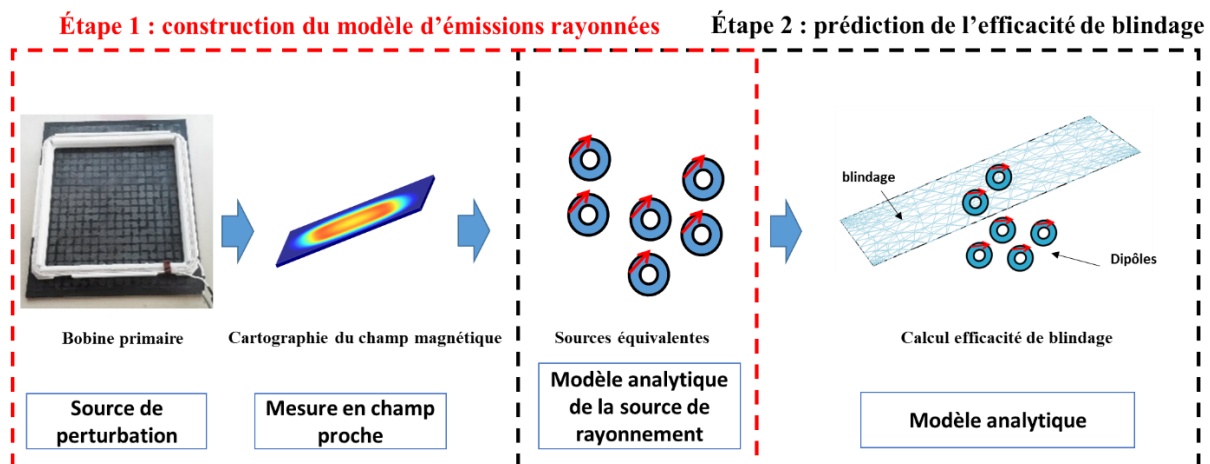 Étape 1 : construction du modèle d’émissions rayonnées
Étape 2 : prédiction de l’efficacité de blindage
blindage
Dipôles
Bobine primaire
Cartographie du champ magnétique
Sources équivalentes
Calcul efficacité de blindage
Source de
perturbation
Mesure en champ
proche
Modèle analytique
de la source de
rayonnement
Modèle analytique